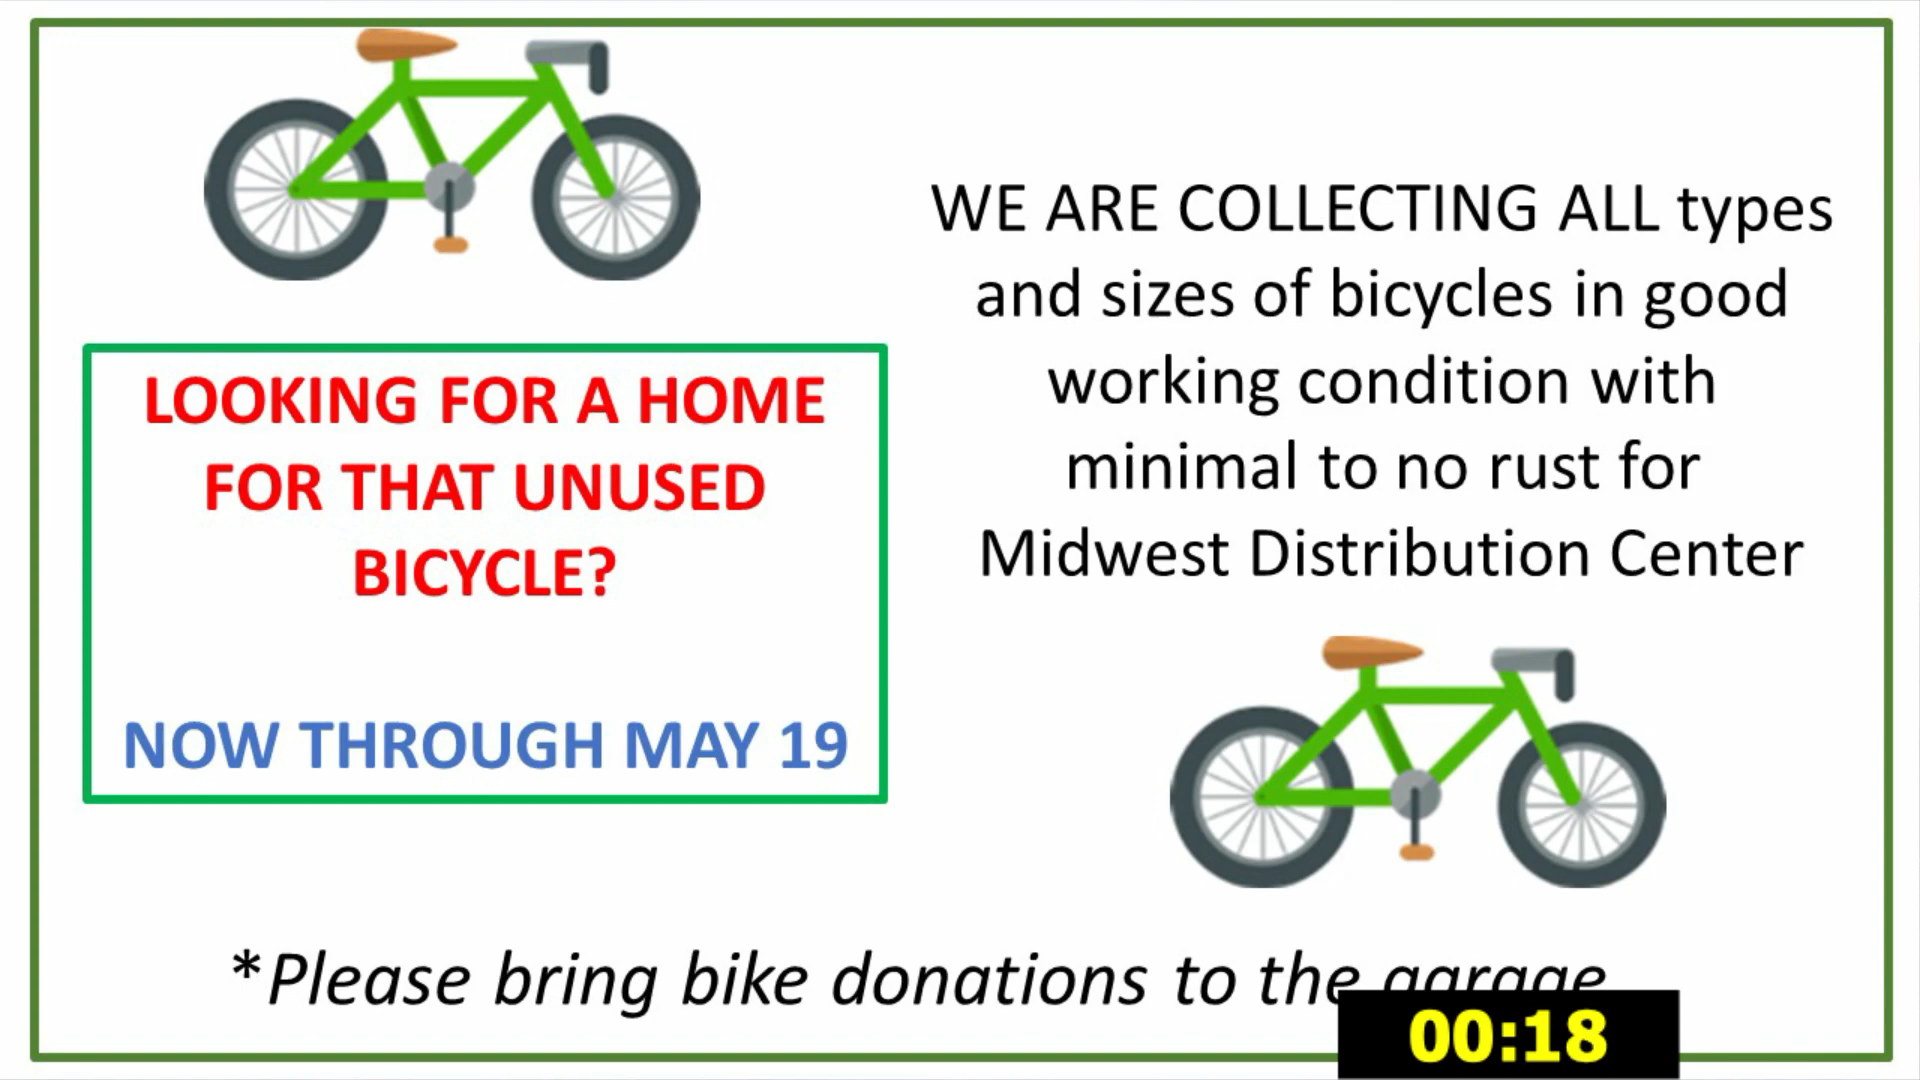 LOOKING FOR A HOME
FOR THAT UNUSED
BICYCLE?
NOW THROUGH MAY 19
WE ARE COLLECTING ALL types
and sizes of bicycles in good
working condition with
minimal to no rust for
Midwest Distribution Center
*Please bring bike donations to the garage
00:18